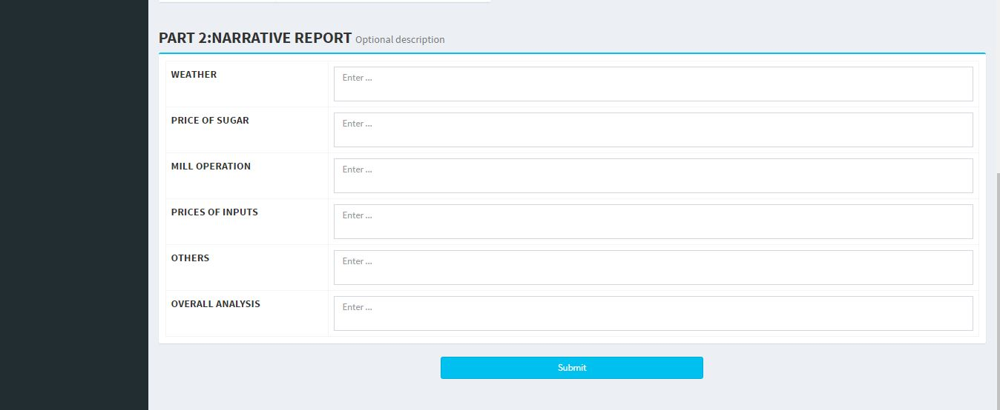 PART 2:NARRATIVE REPORT Optional description
WEATHER
Enter ...
PRICE OF SUGAR
Enter ...
MILL OPERATION
Enter ...
PRICES OF INPUTS
Enter ...
OTHERS
Enter ...
OVERALL ANALYSIS
Enter ...
Submit